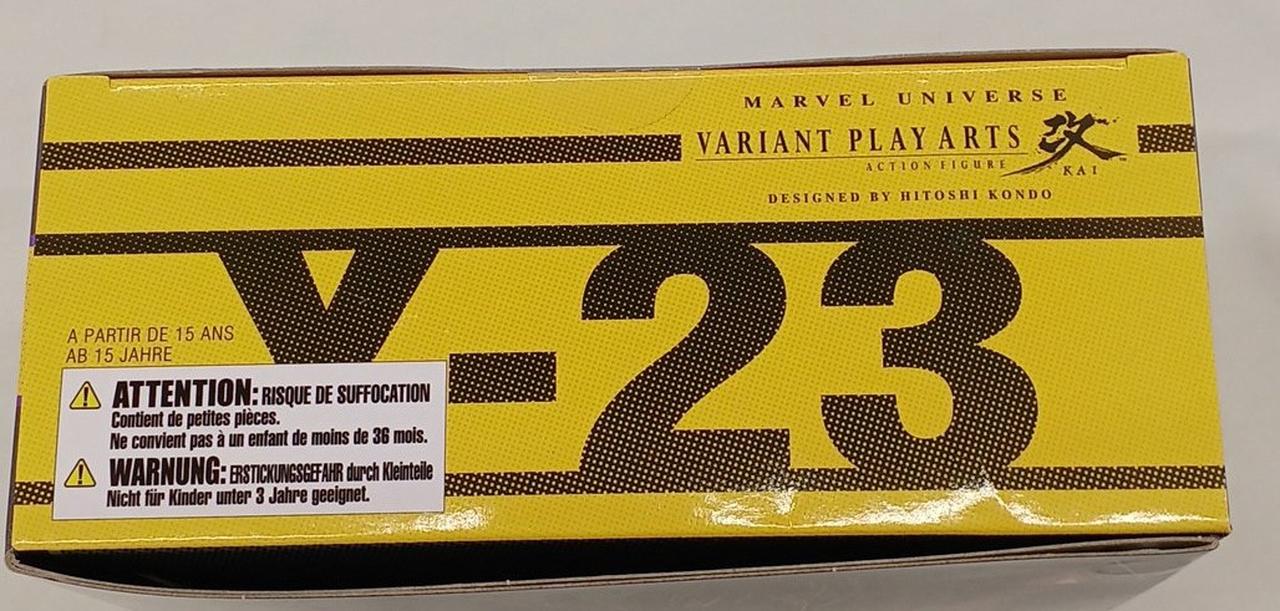 MARVEL UNIVERSE
VARIANT PLAY ARTS 改
ACTION FIGURE KAI
DESIGNED BY HITOSHI KONDO
X-23
A PARTIR DE 15 ANS
AB 15 JAHRE
ATTENTION: RISQUE DE SUFFOCATION
Contient de petites pièces.
Ne convient pas à un enfant de moins de 36 mois.
WARNUNG: ERSTICKUNGSGEFAHR durch Kleinteile
Nicht für Kinder unter 3 Jahre geeignet.